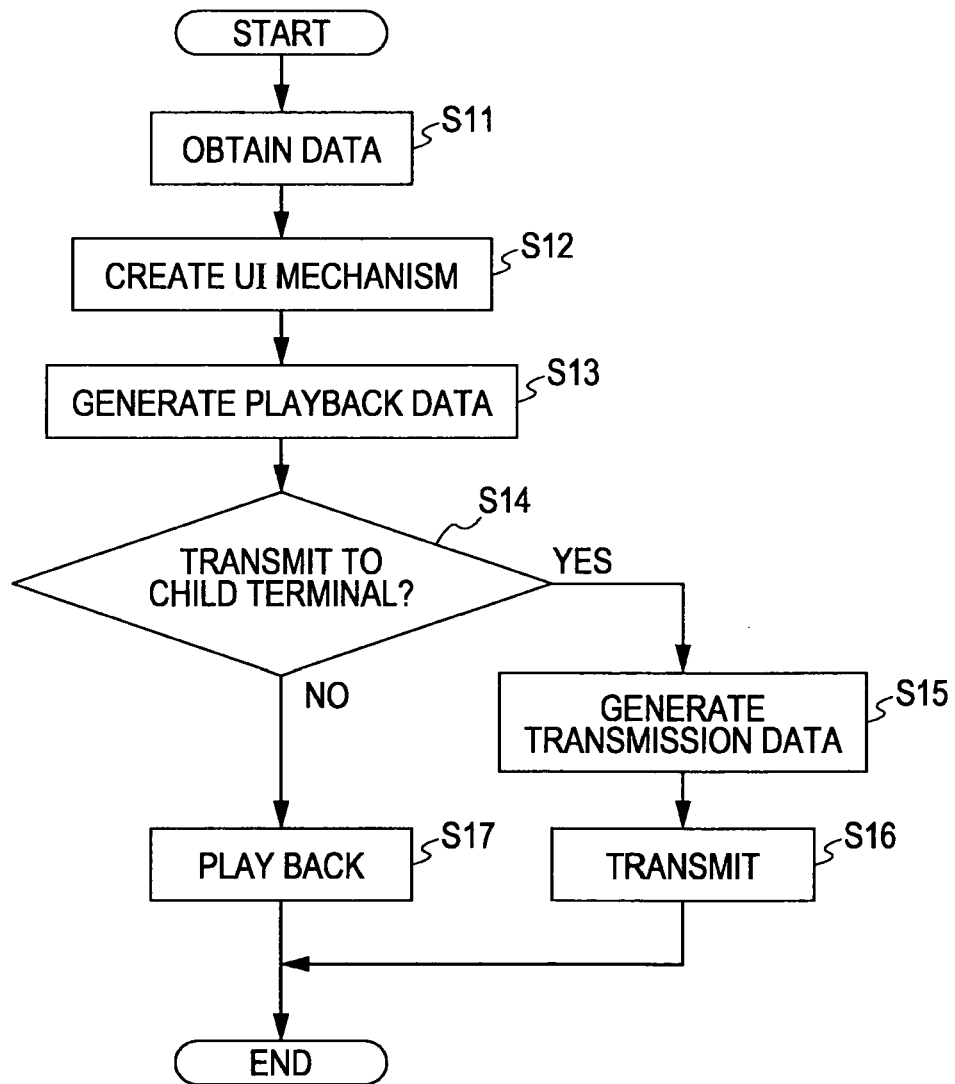 START
S11
OBTAIN DATA
S12
CREATE UI MECHANISM
S13
GENERATE PLAYBACK DATA
S14
TRANSMIT TO
CHILD TERMINAL?
YES
NO
S15
GENERATE
TRANSMISSION DATA
S17
PLAY BACK
S16
TRANSMIT
END